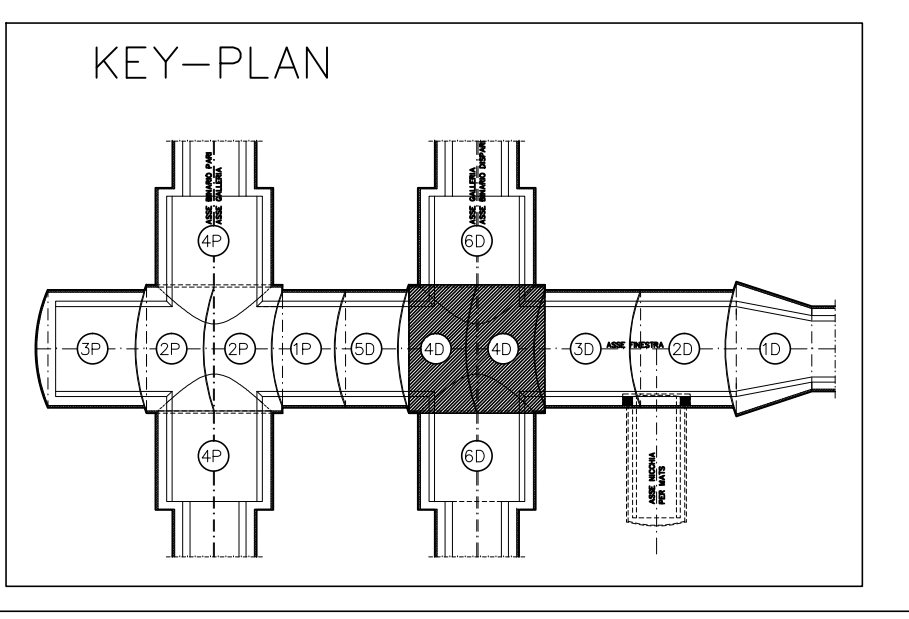 KEY-PLAN
ASSE BINARIO PARI
ASSE GALLERIA
ASSE GALLERIA
ASSE BINARIO DISPARI
4P
6D
3P
2P
2P
1P
5D
4D
4D
3D
ASSE FINESTRA
2D
1D
4P
6D
ASSE NICCHIA
PER MATS